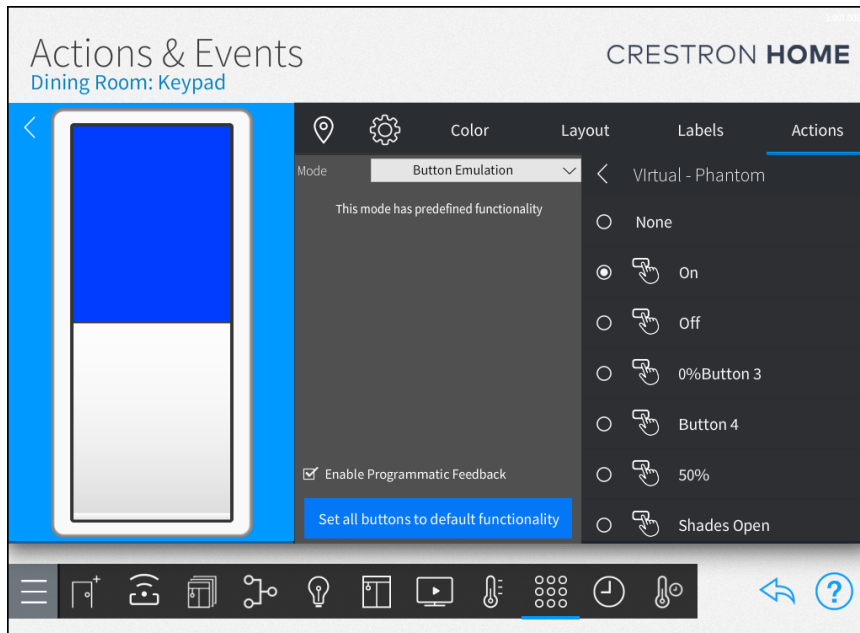 Actions & Events
CRESTRON HOME
Dining Room: Keypad
Color
Layout
Labels
Actions
Mode
Button Emulation
VIrtual - Phantom
This mode has predefined functionality
None
On
Off
0%Button 3
Button 4
Enable Programmatic Feedback
50%
Set all buttons to default functionality
Shades Open
?